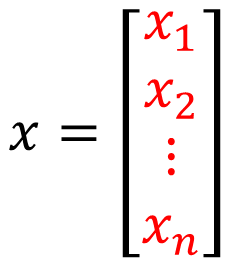 x₁
x₂
x = ⋮
xₙ